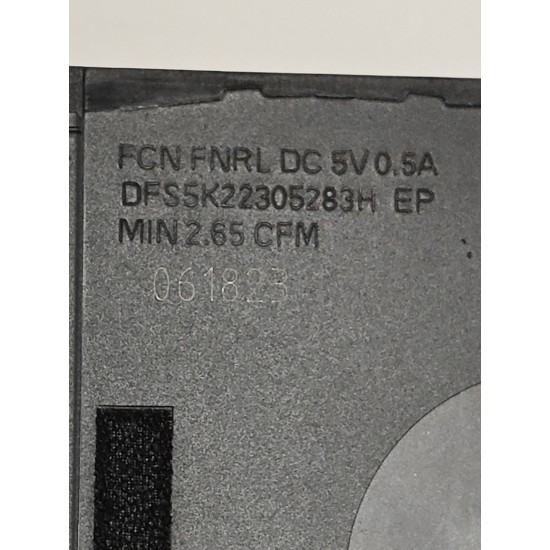 FCN FNRL DC 5V 0.5A
DFS5K22305283H EP
MIN 2.65 CFM
061823